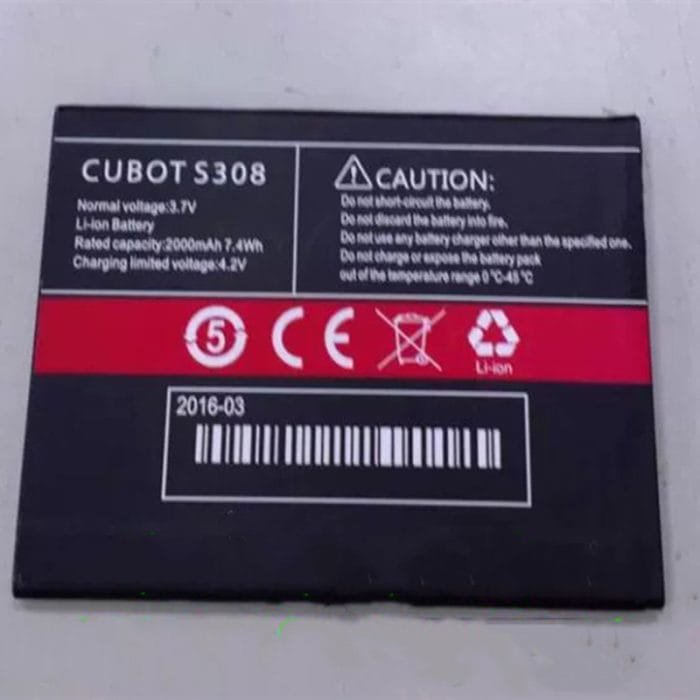 CUBOT S308
Normal voltage:3.7V
Li-ion Battery
Rated capacity:2000mAh 7.4Wh
Charging limited voltage:4.2V
CAUTION:
Do not short-circuit the battery.
Do not discard the battery into fire.
Do not use any battery charger other than the specified one.
Do not charge or expose the battery pack
out of the temperature range 0 °C-45 °C
5
CE
Li-ion
2016-03